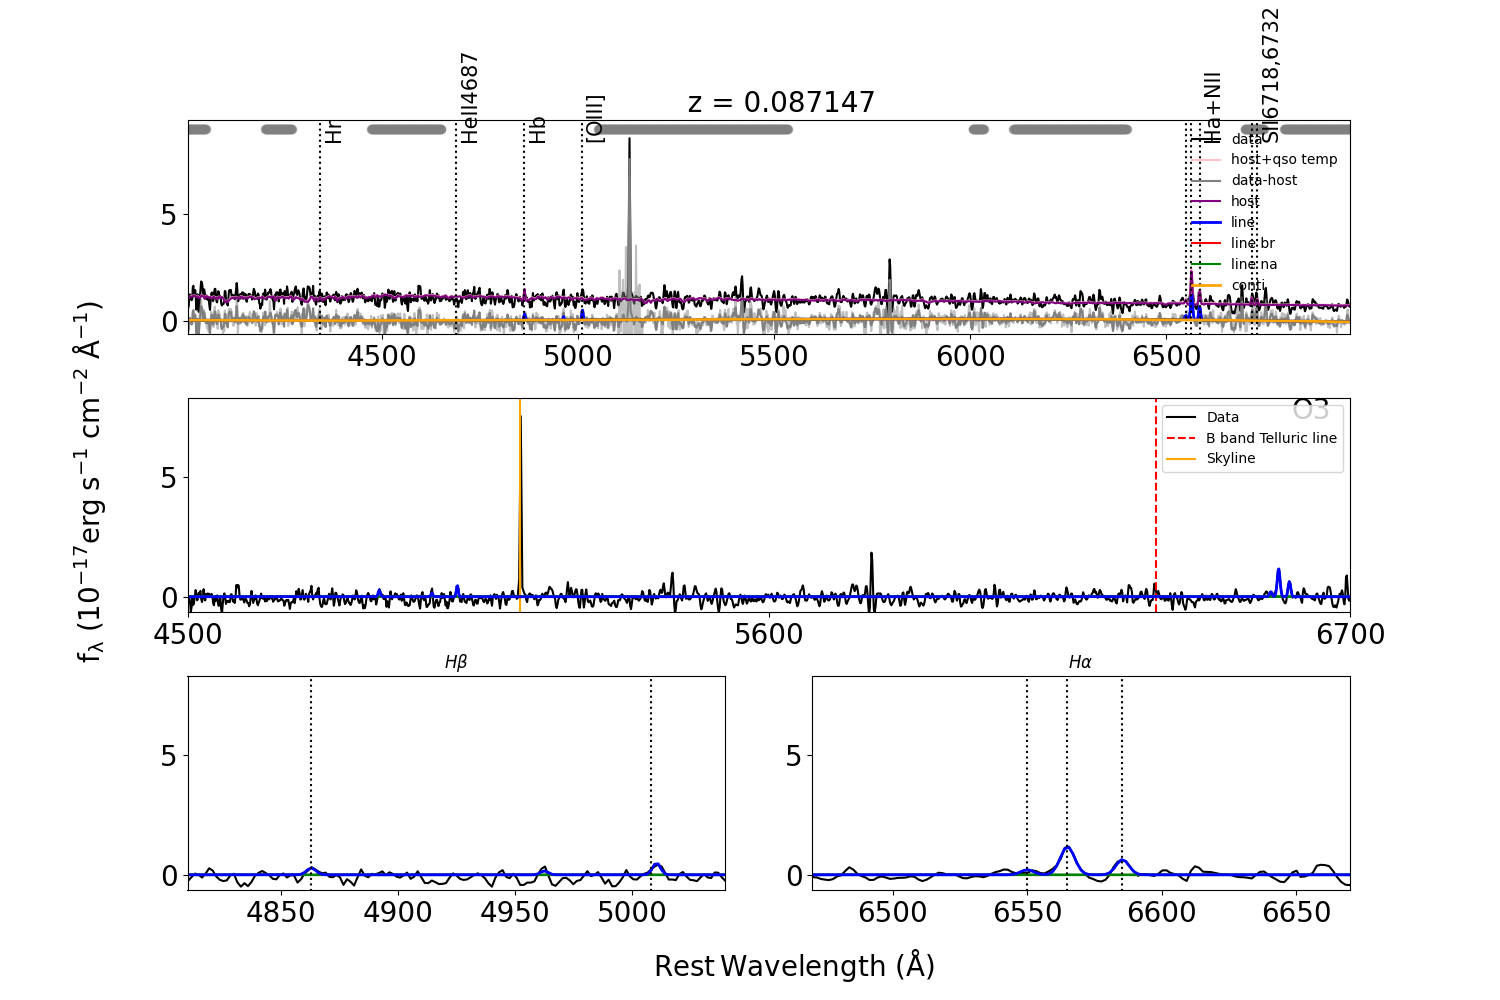 z = 0.087147
Hr
HeII4687
Hb
[OIII]
Ha+NII
SII6718,6732
data
host+qso temp
data-host
host
line
line br
line na
conti
5
0
4500 5000 5500 6000 6500
O3
Data
B band Telluric line
Skyline
5
0
4500 5600 6700
fλ (10⁻¹⁷erg s⁻¹ cm⁻² Å⁻¹)
Hβ
5
0
4850 4900 4950 5000
Hα
5
0
6500 6550 6600 6650
Rest Wavelength (Å)